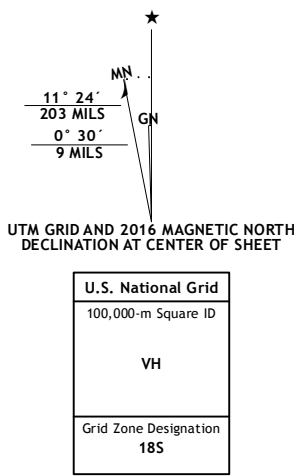 ★
MN
GN
11° 24´
203 MILS
0° 30´
9 MILS
UTM GRID AND 2016 MAGNETIC NORTH
DECLINATION AT CENTER OF SHEET
U.S. National Grid
100,000-m Square ID
VH
Grid Zone Designation
18S